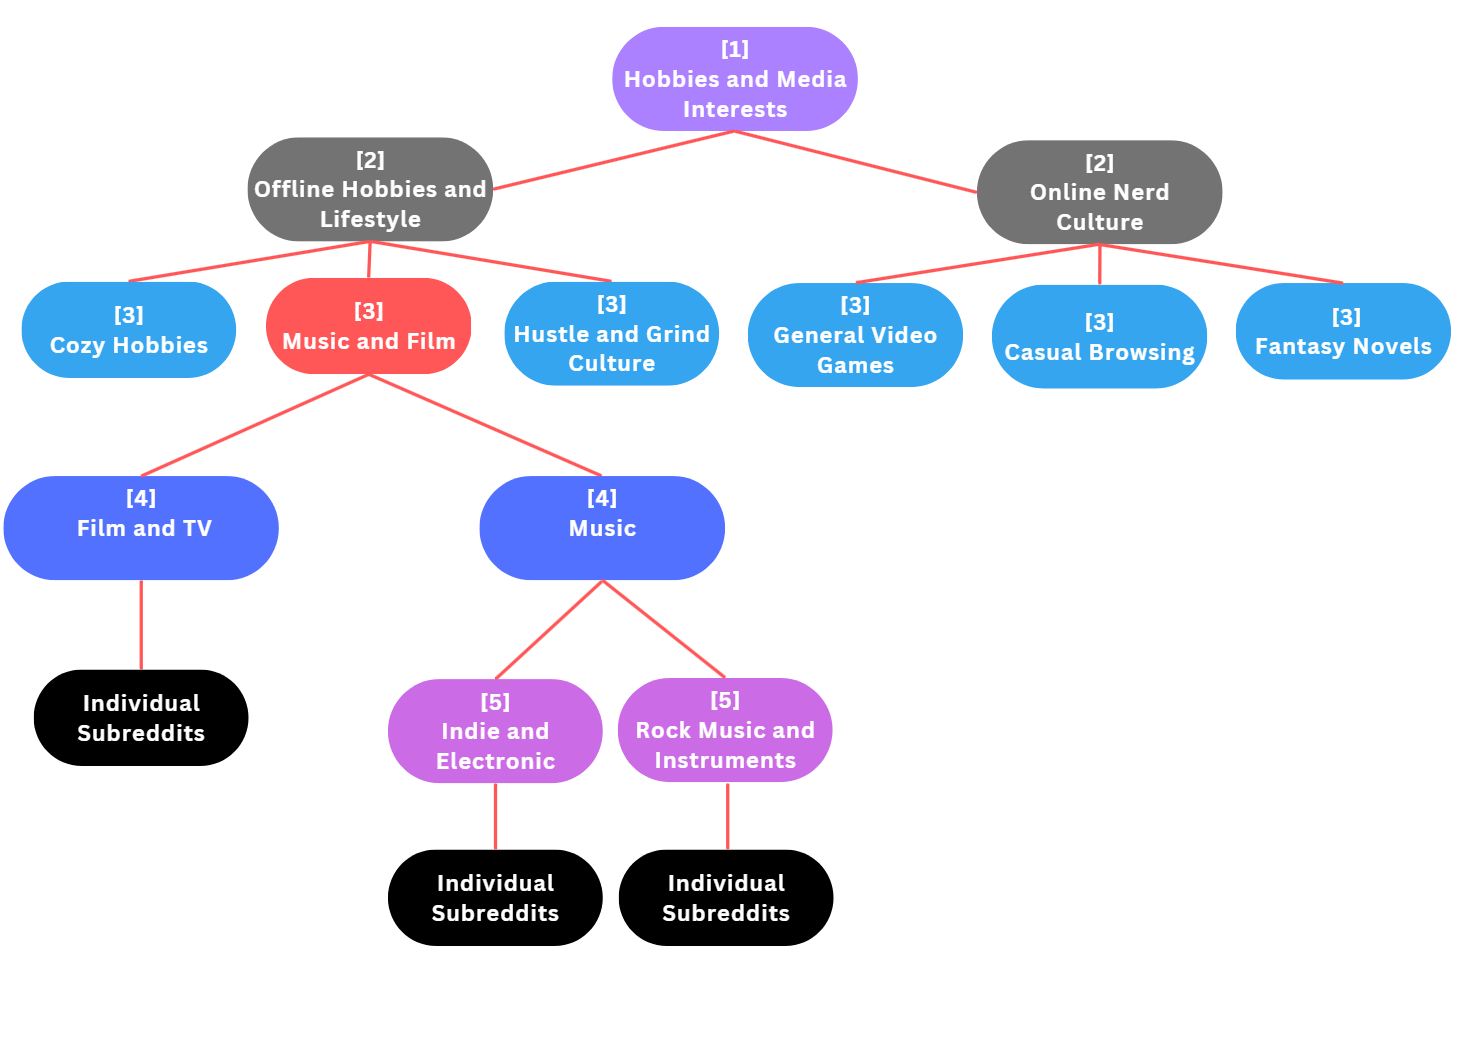 [1]
Hobbies and Media
Interests
[2]
Offline Hobbies and
Lifestyle
[2]
Online Nerd
Culture
[3]
Cozy Hobbies
[3]
Music and Film
[3]
Hustle and Grind
Culture
[3]
General Video
Games
[3]
Casual Browsing
[3]
Fantasy Novels
[4]
Film and TV
[4]
Music
Individual
Subreddits
[5]
Indie and
Electronic
[5]
Rock Music and
Instruments
Individual
Subreddits
Individual
Subreddits